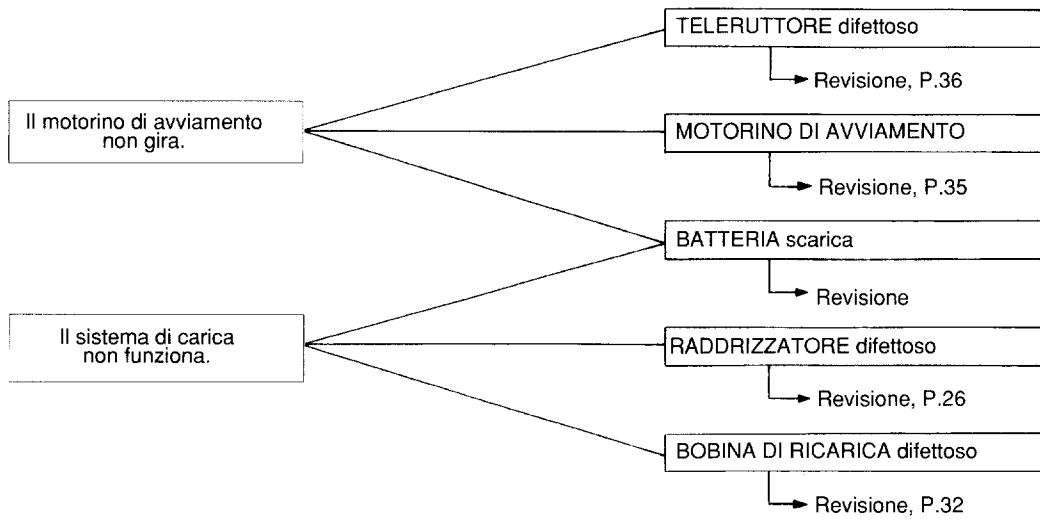 TELERUTTORE difettoso
Revisione, P.36
Il motorino di avviamento
non gira.
MOTORINO DI AVVIAMENTO
Revisione, P.35
BATTERIA scarica
Revisione
Il sistema di carica
non funziona.
RADDRIZZATORE difettoso
Revisione, P.26
BOBINA DI RICARICA difettoso
Revisione, P.32